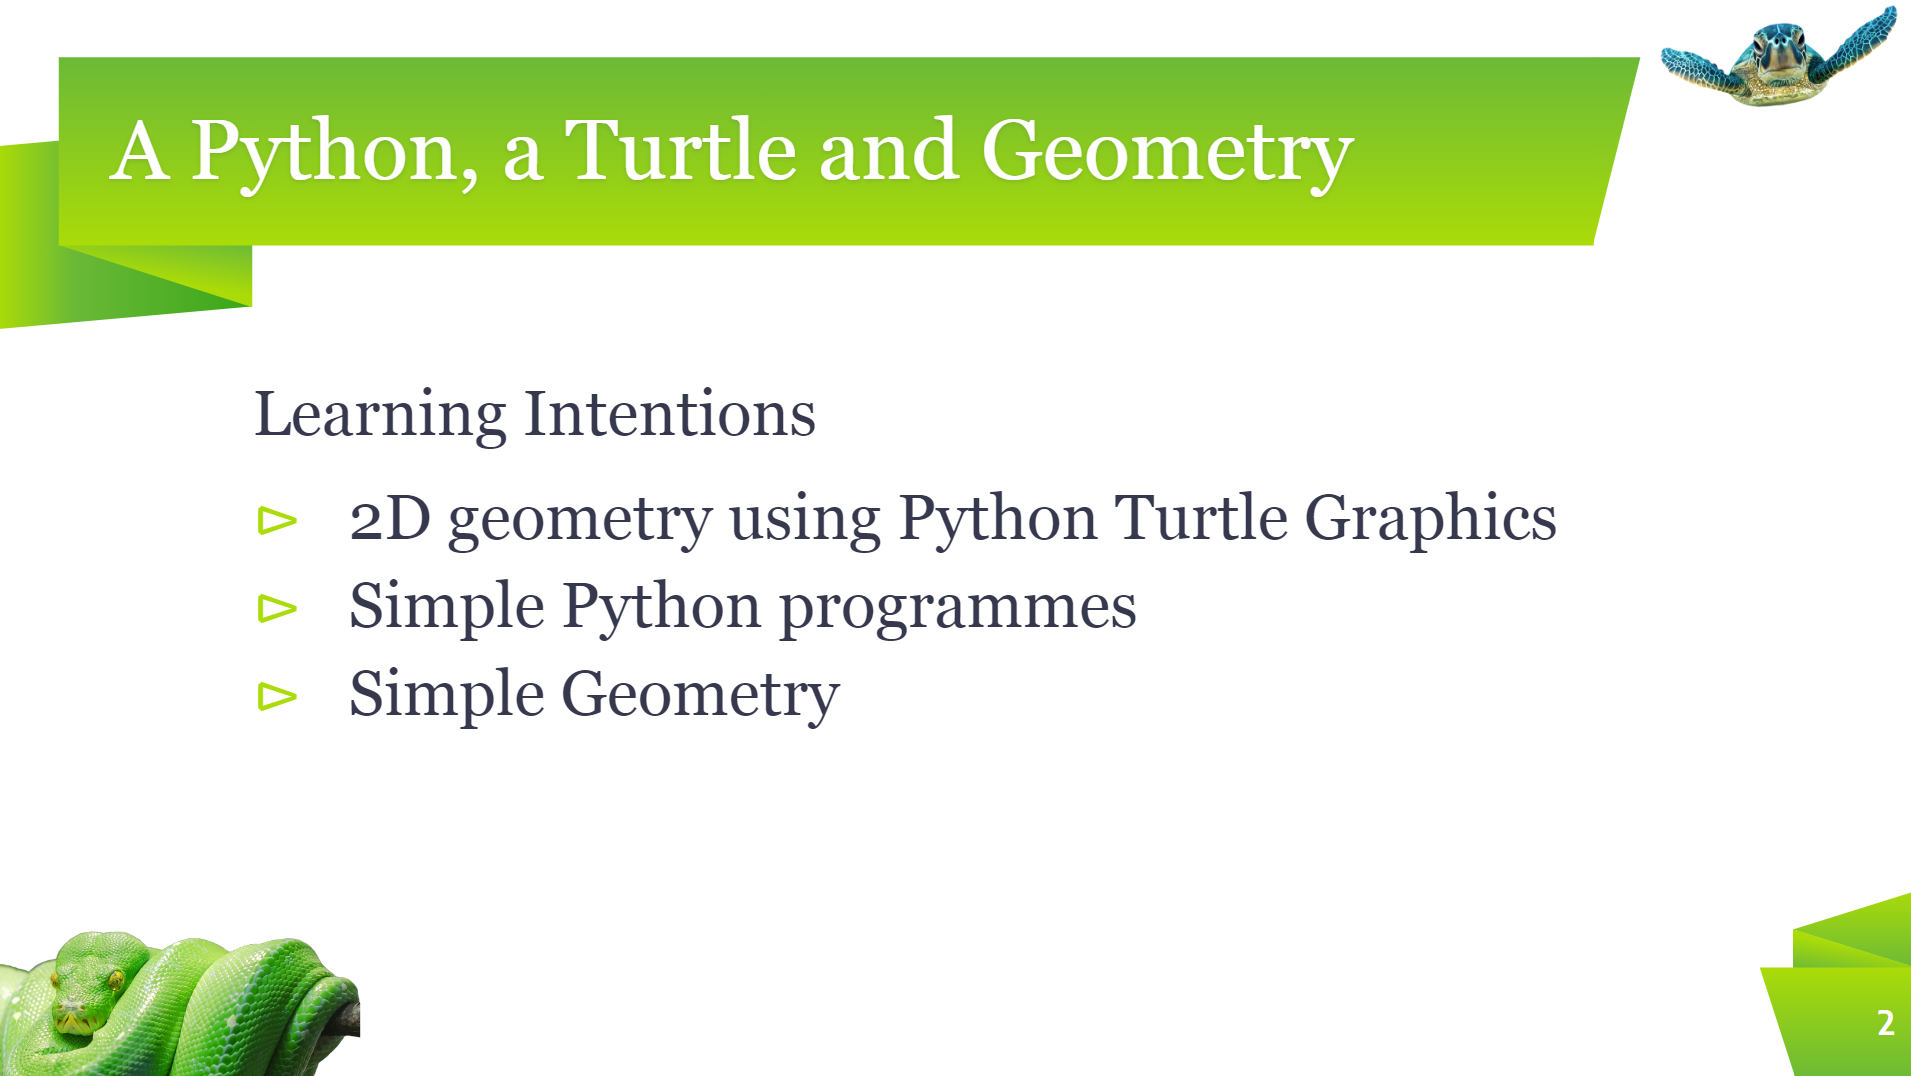 A Python, a Turtle and Geometry
Learning Intentions
2D geometry using Python Turtle Graphics
Simple Python programmes
Simple Geometry
2